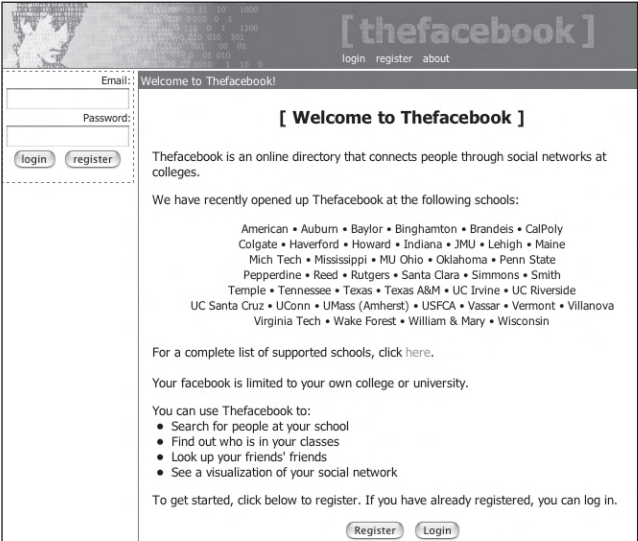 [ thefacebook ]
login register about
Email:
Password:
login register
Welcome to Thefacebook!
[ Welcome to Thefacebook ]
Thefacebook is an online directory that connects people through social networks at
colleges.
We have recently opened up Thefacebook at the following schools:
American • Auburn • Baylor • Binghamton • Brandeis • CalPoly
Colgate • Haverford • Howard • Indiana • JMU • Lehigh • Maine
Mich Tech • Mississippi • MU Ohio • Oklahoma • Penn State
Pepperdine • Reed • Rutgers • Santa Clara • Simmons • Smith
Temple • Tennessee • Texas • Texas A&M • UC Irvine • UC Riverside
UC Santa Cruz • UConn • UMass (Amherst) • USFCA • Vassar • Vermont • Villanova
Virginia Tech • Wake Forest • William & Mary • Wisconsin
For a complete list of supported schools, click here.
Your facebook is limited to your own college or university.
You can use Thefacebook to:
• Search for people at your school
• Find out who is in your classes
• Look up your friends' friends
• See a visualization of your social network
To get started, click below to register. If you have already registered, you can log in.
Register Login